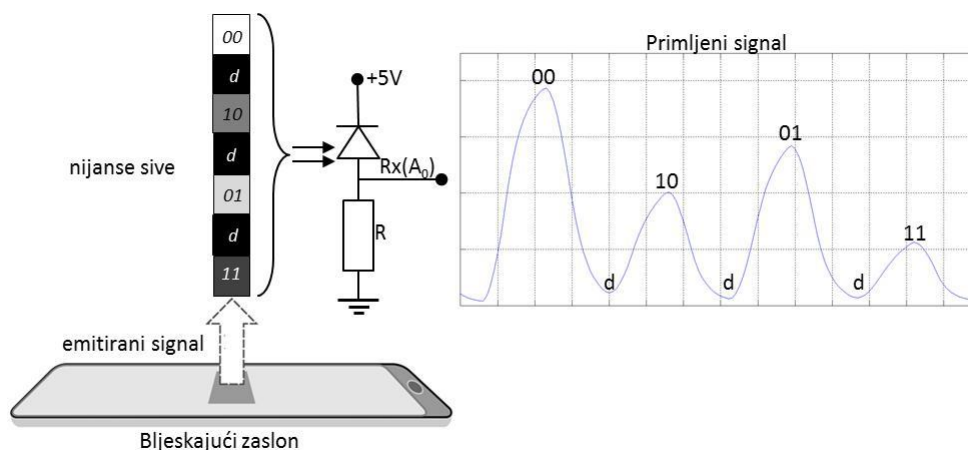 00
d
10
d
01
d
11
nijanse sive
+5V
Rx(A₀)
R
emitirani signal
Bljeskajući zaslon
Primljeni signal
00
10
01
11
d
d
d